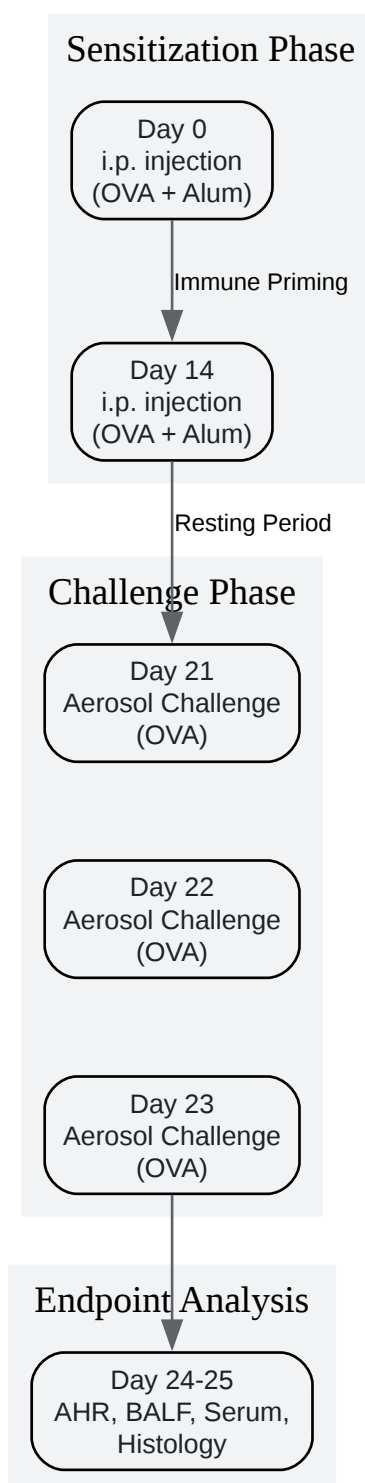 Sensitization Phase
Day 0
i.p. injection
(OVA + Alum)
Immune Priming
Day 14
i.p. injection
(OVA + Alum)
Resting Period
Challenge Phase
Day 21
Aerosol Challenge
(OVA)
Day 22
Aerosol Challenge
(OVA)
Day 23
Aerosol Challenge
(OVA)
Endpoint Analysis
Day 24-25
AHR, BALF, Serum,
Histology